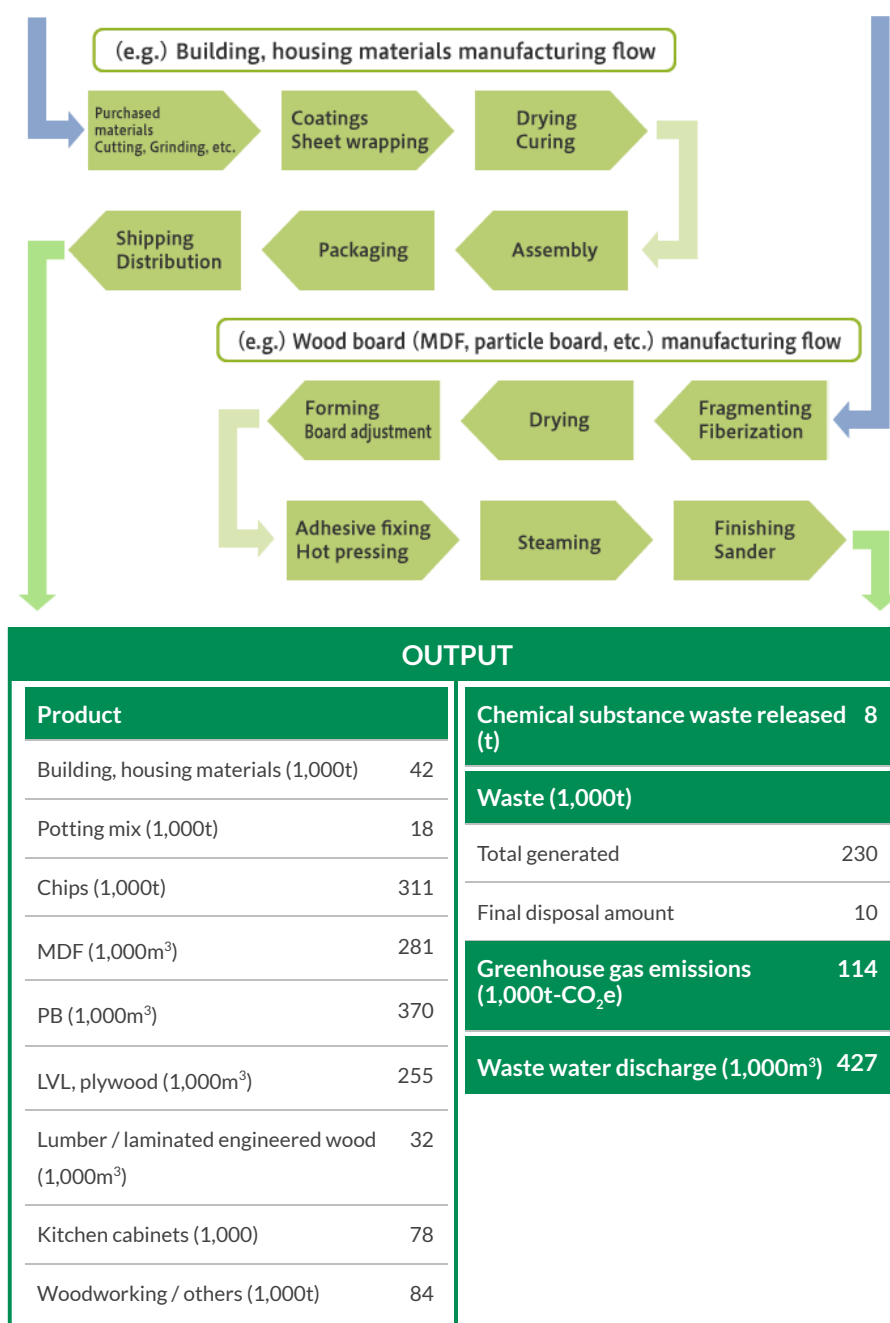 (e.g.) Building, housing materials manufacturing flow
Purchased
materials
Cutting, Grinding, etc.
Coatings
Sheet wrapping
Drying
Curing
Assembly
Packaging
Shipping
Distribution
(e.g.) Wood board (MDF, particle board, etc.) manufacturing flow
Fragmenting
Fiberization
Drying
Forming
Board adjustment
Adhesive fixing
Hot pressing
Steaming
Finishing
Sander
OUTPUT
Product
Building, housing materials (1,000t) 42
Potting mix (1,000t) 18
Chips (1,000t) 311
MDF (1,000m³) 281
PB (1,000m³) 370
LVL, plywood (1,000m³) 255
Lumber / laminated engineered wood 32
(1,000m³)
Kitchen cabinets (1,000) 78
Woodworking / others (1,000t) 84
Chemical substance waste released 8
(t)
Waste (1,000t)
Total generated 230
Final disposal amount 10
Greenhouse gas emissions 114
(1,000t-CO₂e)
Waste water discharge (1,000m³) 427